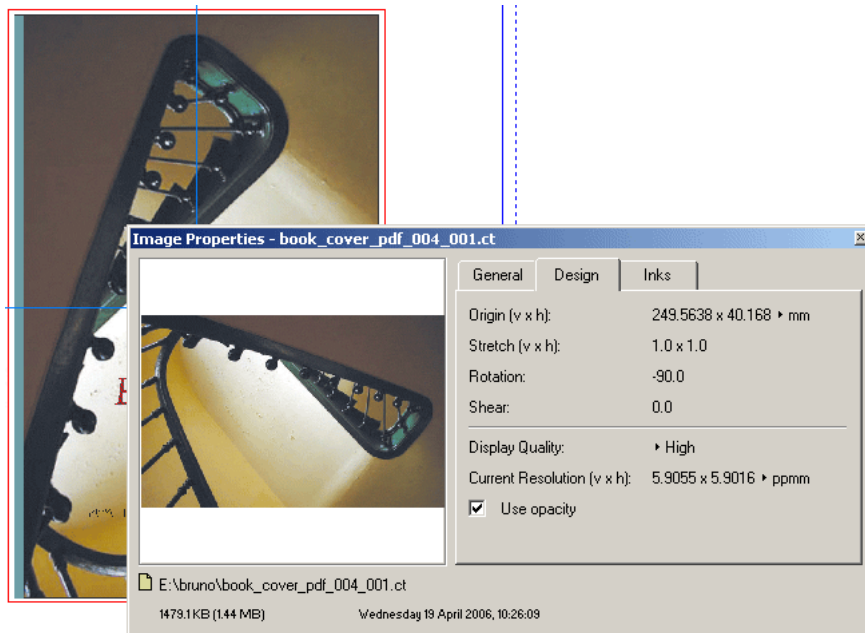 Image Properties - book_cover_pdf_004_001.ct
General Design Inks
Origin (v x h): 249.5638 x 40.168 ‣ mm
Stretch (v x h): 1.0 x 1.0
Rotation: -90.0
Shear: 0.0
Display Quality: ‣ High
Current Resolution (v x h): 5.9055 x 5.9016 ‣ ppmm
Use opacity
E:\bruno\book_cover_pdf_004_001.ct
1479.1 KB (1.44 MB) Wednesday 19 April 2006, 10:26:09